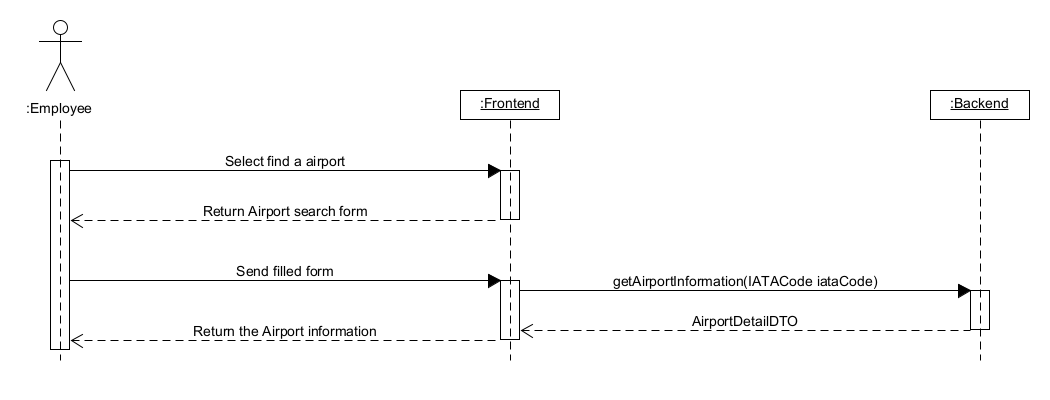 :Employee
:Frontend
:Backend
Select find a airport
Return Airport search form
Send filled form
getAirportInformation(IATACode iataCode)
AirportDetailDTO
Return the Airport information